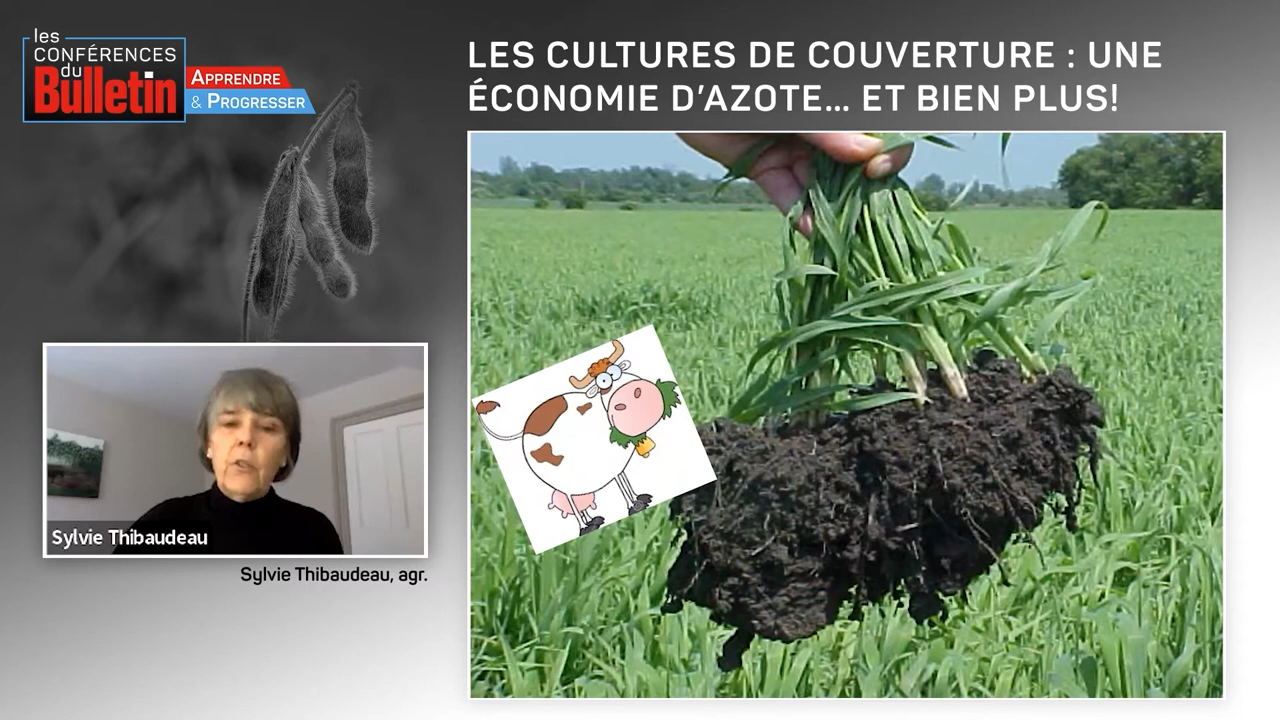 les
CONFÉRENCES
du
Bulletin
APPRENDRE
& PROGRESSER
LES CULTURES DE COUVERTURE : UNE
ÉCONOMIE D'AZOTE... ET BIEN PLUS!
Sylvie Thibaudeau
Sylvie Thibaudeau, agr.